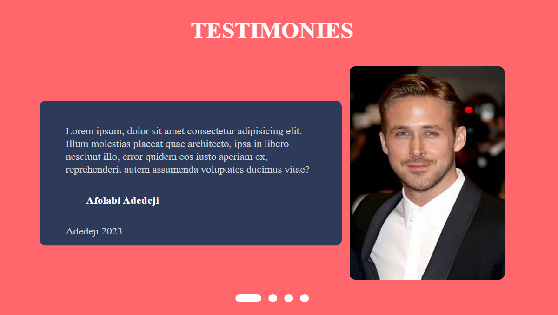 TESTIMONIES
Lorem ipsum, dolor sit amet consectetur adipisicing elit.
Illum molestias placeat quae architecto, ipsa in libero
nesciunt illo, error quidem eos iusto aperiam ex,
reprehenderit autem assumenda voluptates ducimus vitae?
Afolabi Adedeji
Adedeji 2023